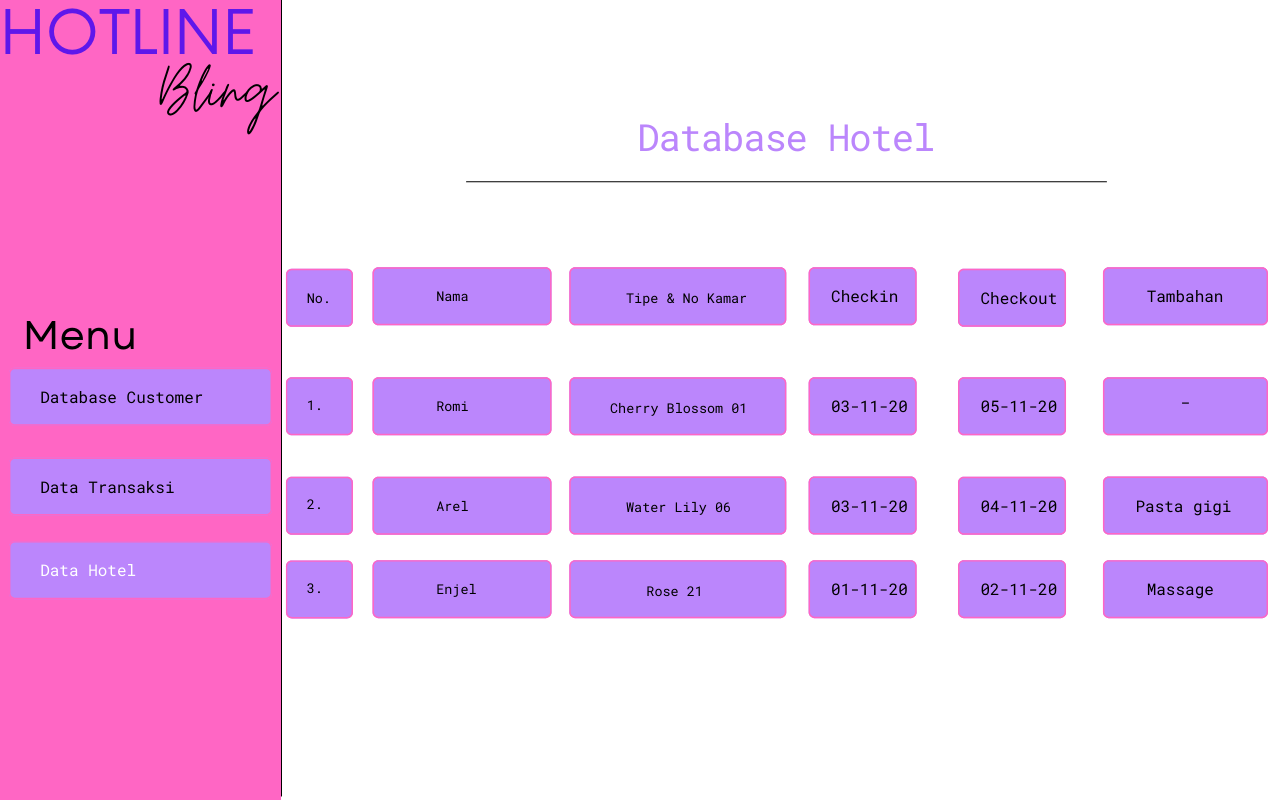 HOTLINE
Bling
Menu
Database Customer
Data Transaksi
Data Hotel
Database Hotel
No. Nama Tipe & No Kamar Checkin Checkout Tambahan
1. Romi Cherry Blossom 01 03-11-20 05-11-20 -
2. Arel Water Lily 06 03-11-20 04-11-20 Pasta gigi
3. Enjel Rose 21 01-11-20 02-11-20 Massage